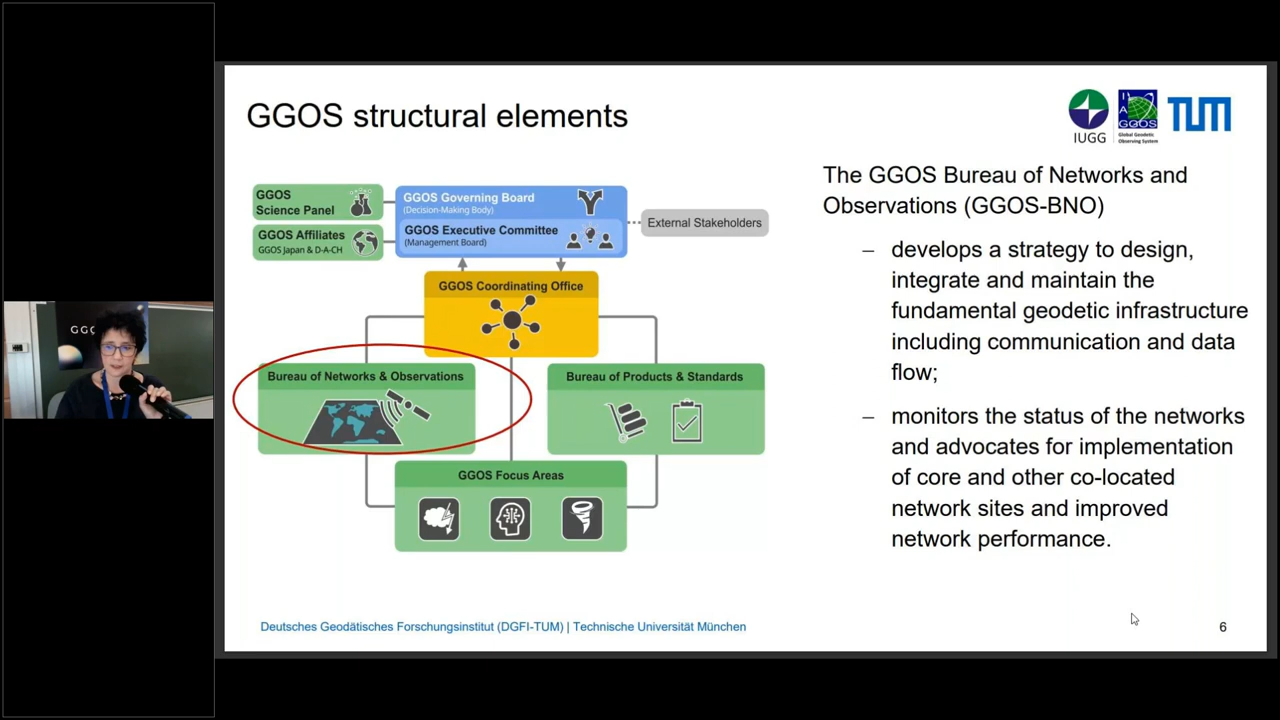 GGOS structural elements
IUGG
I
A
G
GGOS
Global Geodetic
Observing System
TUM
GGOS
Science Panel
GGOS Affiliates
GGOS Japan & D-A-CH
GGOS Governing Board
(Decision-Making Body)
GGOS Executive Committee
(Management Board)
External Stakeholders
GGOS Coordinating Office
Bureau of Networks & Observations
Bureau of Products & Standards
GGOS Focus Areas
The GGOS Bureau of Networks and
Observations (GGOS-BNO)
– develops a strategy to design,
integrate and maintain the
fundamental geodetic infrastructure
including communication and data
flow;
– monitors the status of the networks
and advocates for implementation
of core and other co-located
network sites and improved
network performance.
Deutsches Geodätisches Forschungsinstitut (DGFI-TUM) | Technische Universität München
6